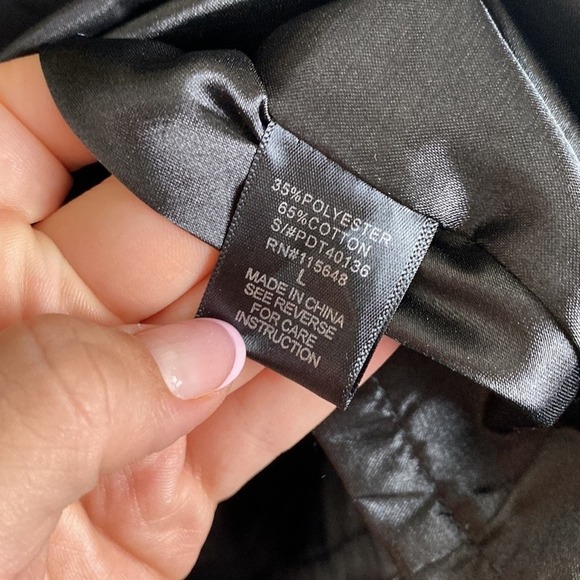 35%POLYESTER
65%COTTON
S/#PDT40136
RN#115648
L
MADE IN CHINA
SEE REVERSE
FOR CARE
INSTRUCTION